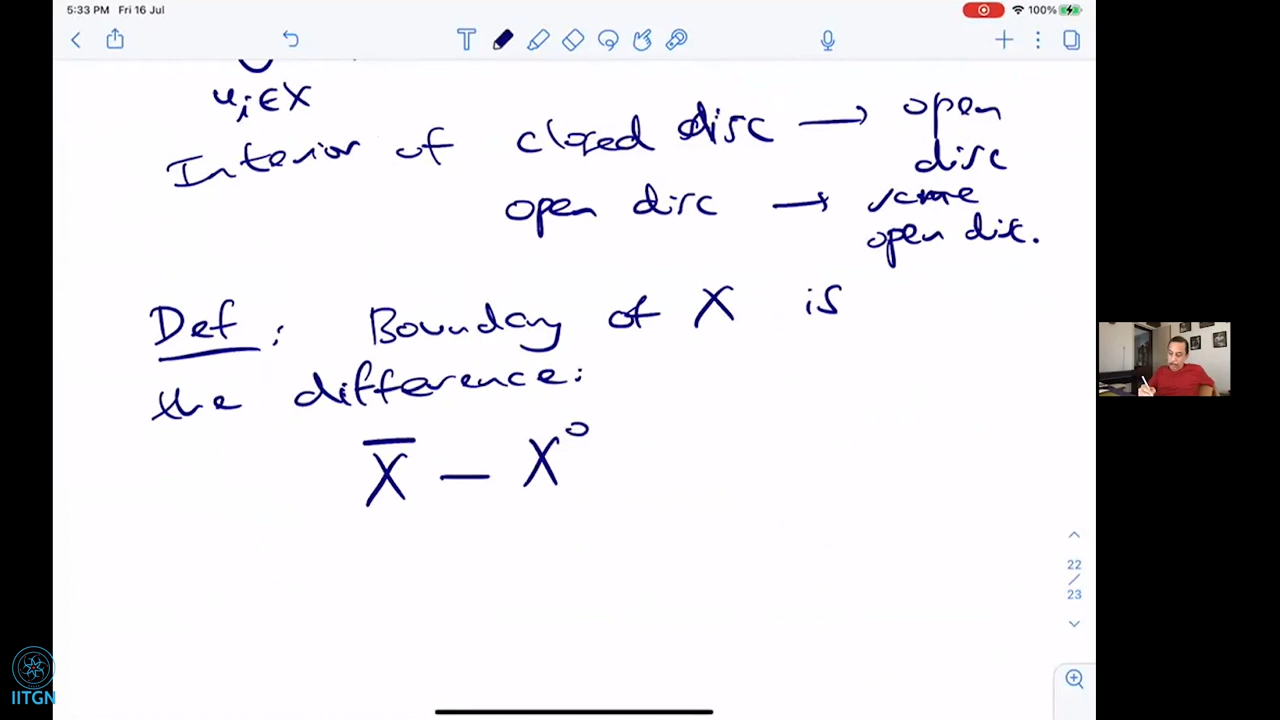 5:33 PM Fri 16 Jul
100%
T
uᵢ ∈ X
Interior of closed disc → open disc
open disc → same open disc.
Def: Boundary of X is
the difference:
X̄ − X°
22
/
23
IITGN